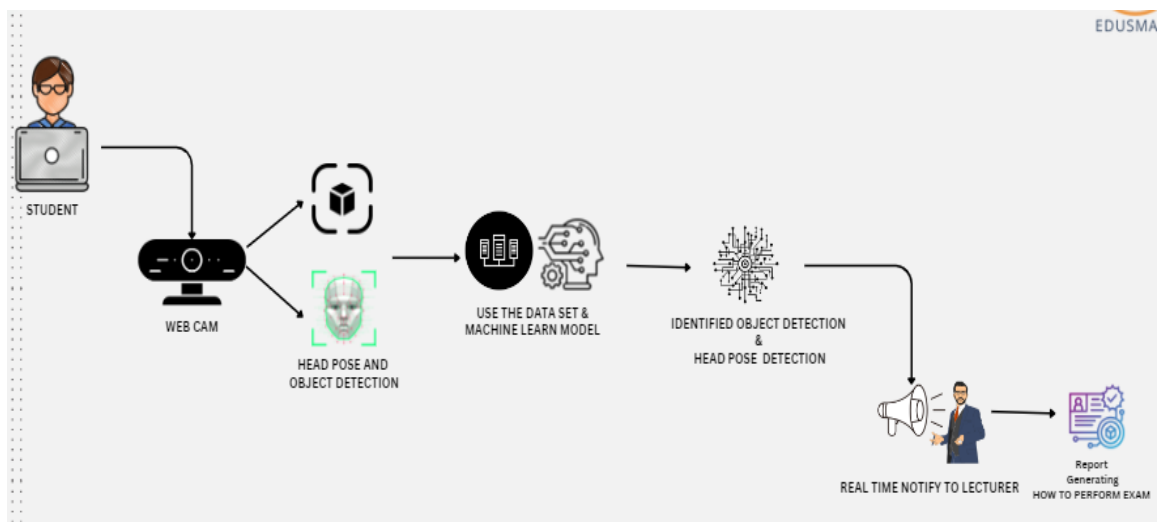 EDUSMA
STUDENT
WEB CAM
HEAD POSE AND
OBJECT DETECTION
USE THE DATA SET &
MACHINE LEARN MODEL
IDENTIFIED OBJECT DETECTION
&
HEAD POSE DETECTION
REAL TIME NOTIFY TO LECTURER
Report
Generating
HOW TO PERFORM EXAM